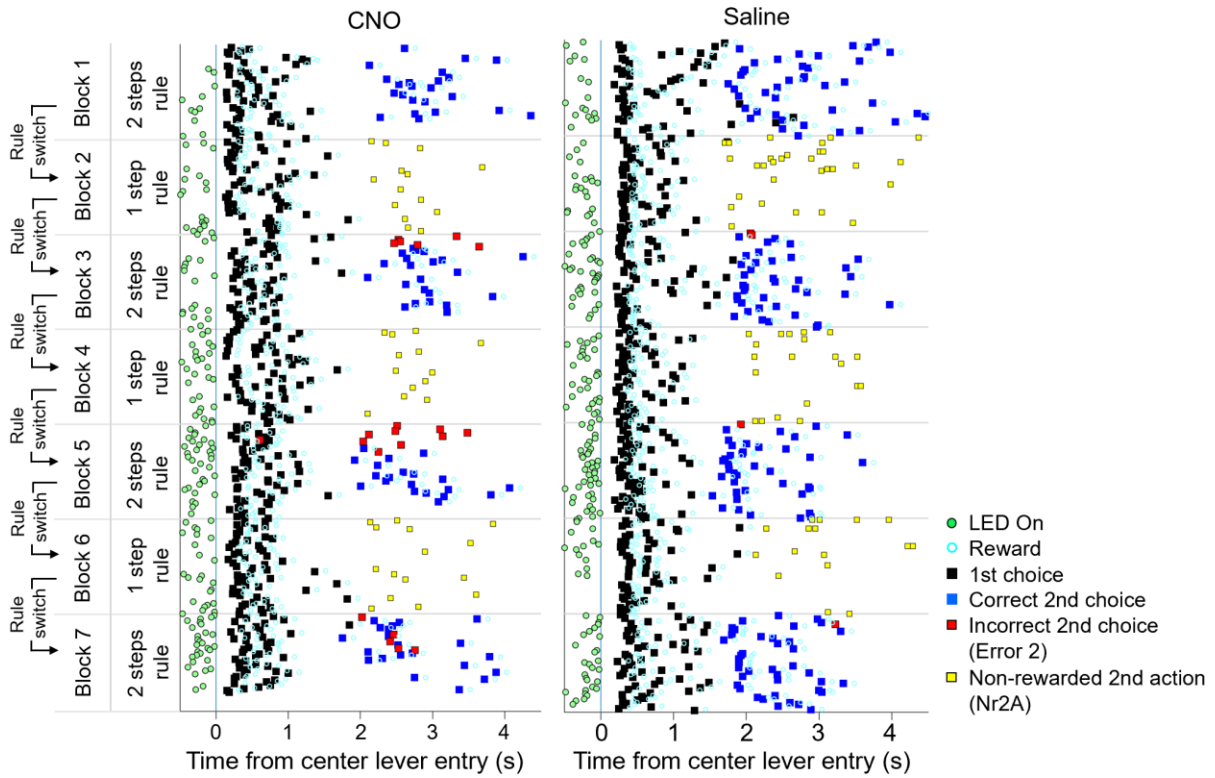 CNO
Saline
Rule
switch
Block 1
2 steps
rule
Rule
switch
Block 2
1 step
rule
Rule
switch
Block 3
2 steps
rule
Rule
switch
Block 4
1 step
rule
Rule
switch
Block 5
2 steps
rule
Rule
switch
Block 6
1 step
rule
Block 7
2 steps
rule
LED On
Reward
1st choice
Correct 2nd choice
Incorrect 2nd choice
(Error 2)
Non-rewarded 2nd action
(Nr2A)
0 1 2 3 4
0 1 2 3 4
Time from center lever entry (s)
Time from center lever entry (s)